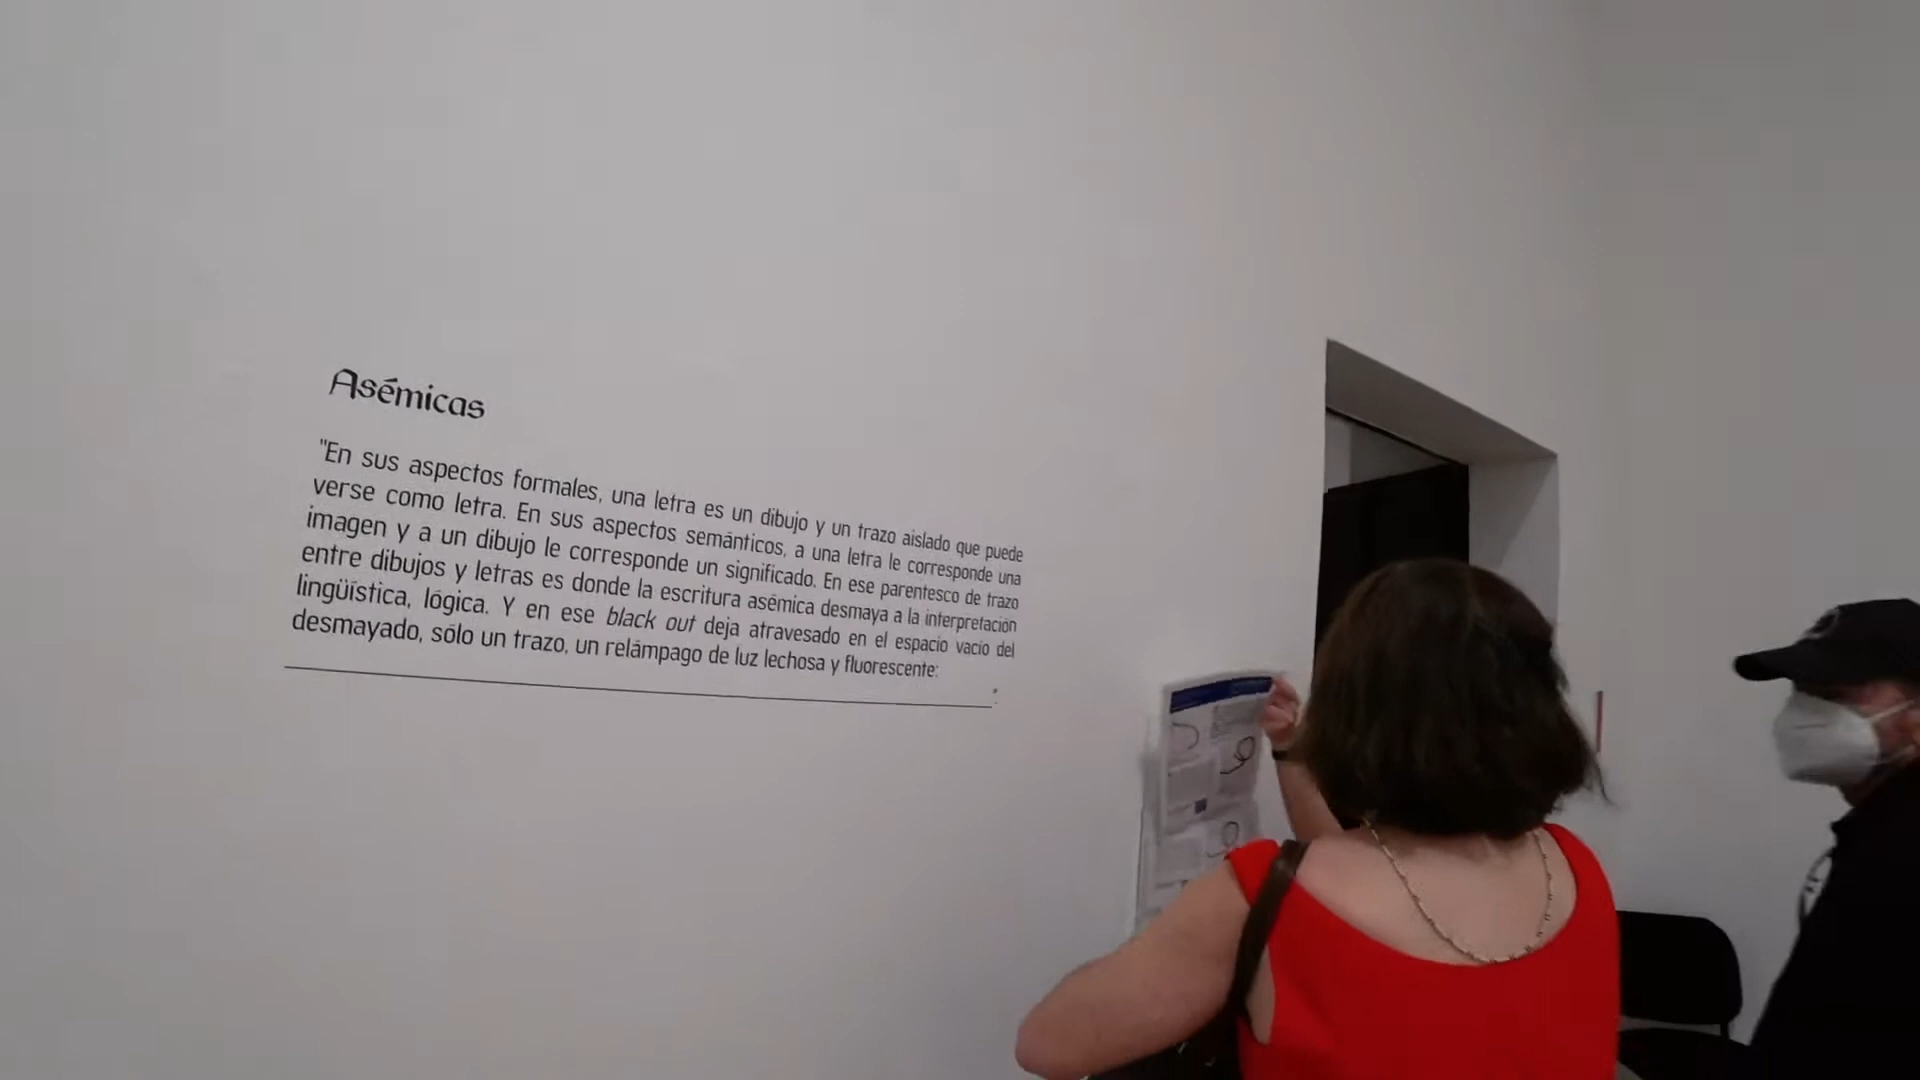 Asémicas
"En sus aspectos formales, una letra es un dibujo y un trazo aislado que puede
verse como letra. En sus aspectos semánticos, a una letra le corresponde una
imagen y a un dibujo le corresponde un significado. En ese parentesco de trazo
entre dibujos y letras es donde la escritura asémica desmaya a la interpretación
lingüística, lógica. Y en ese black out deja atravesado en el espacio vacío del
desmayado, sólo un trazo, un relámpago de luz lechosa y fluorescente: